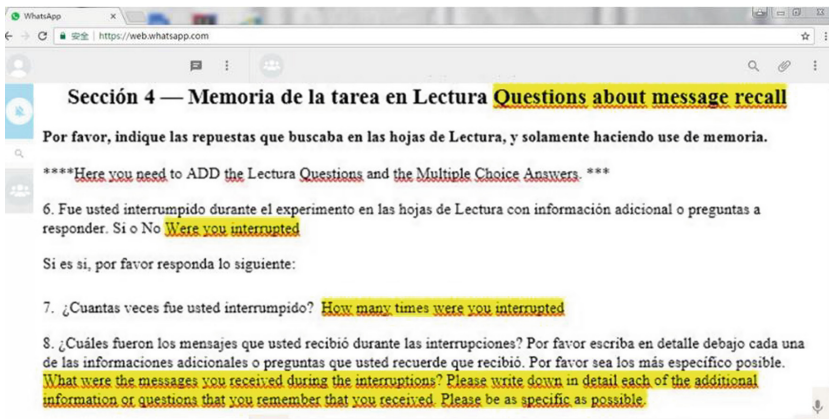 WhatsApp
安全 | https://web.whatsapp.com
Sección 4 — Memoria de la tarea en Lectura Questions about message recall
Por favor, indique las repuestas que buscaba en las hojas de Lectura, y solamente haciendo use de memoria.
****Here you need to ADD the Lectura Questions and the Multiple Choice Answers. ***
6. Fue usted interrumpido durante el experimento en las hojas de Lectura con información adicional o preguntas a
responder. Si o No Were you interrupted
Si es si, por favor responda lo siguiente:
7. ¿Cuantas veces fue usted interrumpido? How many times were you interrupted
8. ¿Cuáles fueron los mensajes que usted recibió durante las interrupciones? Por favor escriba en detalle debajo cada una
de las informaciones adicionales o preguntas que usted recuerde que recibió. Por favor sea los más específico posible.
What were the messages you received during the interruptions? Please write down in detail each of the additional
information or questions that you remember that you received. Please be as specific as possible.